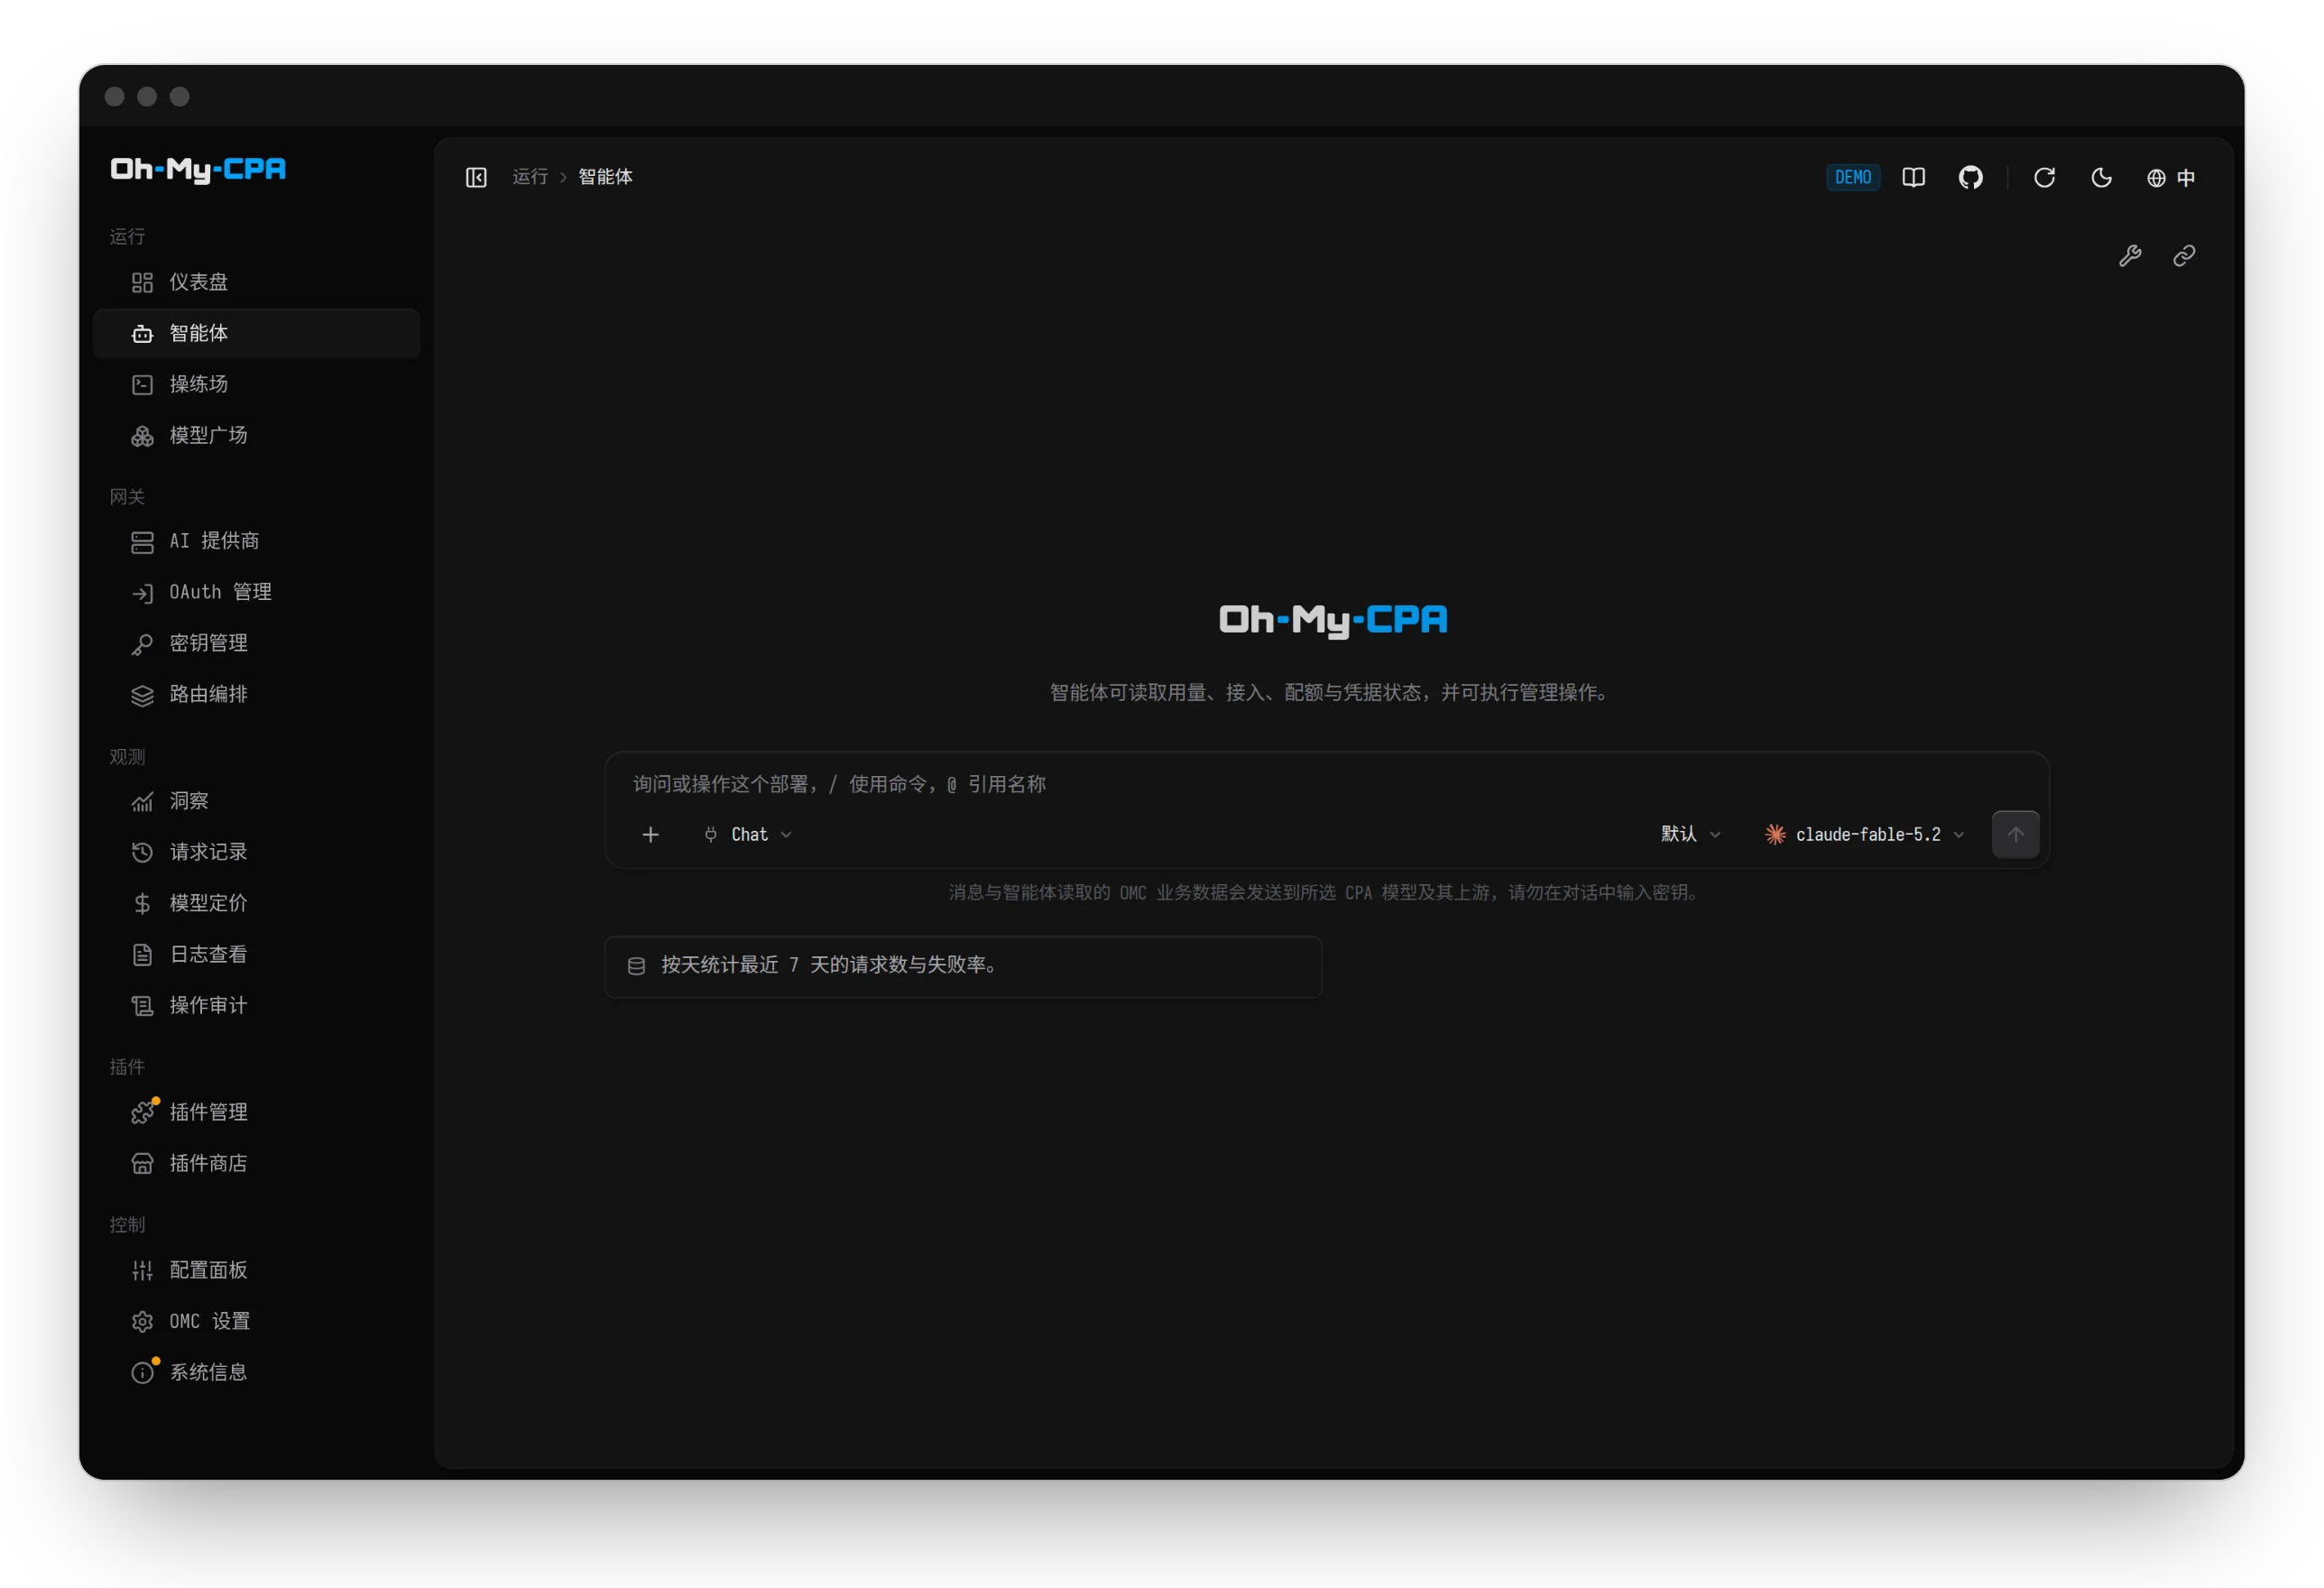 Oh-My-CPA
运行
仪表盘
智能体
操练场
模型广场
网关
AI 提供商
OAuth 管理
密钥管理
路由编排
观测
洞察
请求记录
模型定价
日志查看
操作审计
插件
插件管理
插件商店
控制
配置面板
OMC 设置
系统信息
运行 > 智能体
DEMO
中
Oh-My-CPA
智能体可读取用量、接入、配额与凭据状态，并可执行管理操作。
询问或操作这个部署，/ 使用命令，@ 引用名称
Chat
默认
claude-fable-5.2
消息与智能体读取的 OMC 业务数据会发送到所选 CPA 模型及其上游，请勿在对话中输入密钥。
按天统计最近 7 天的请求数与失败率。